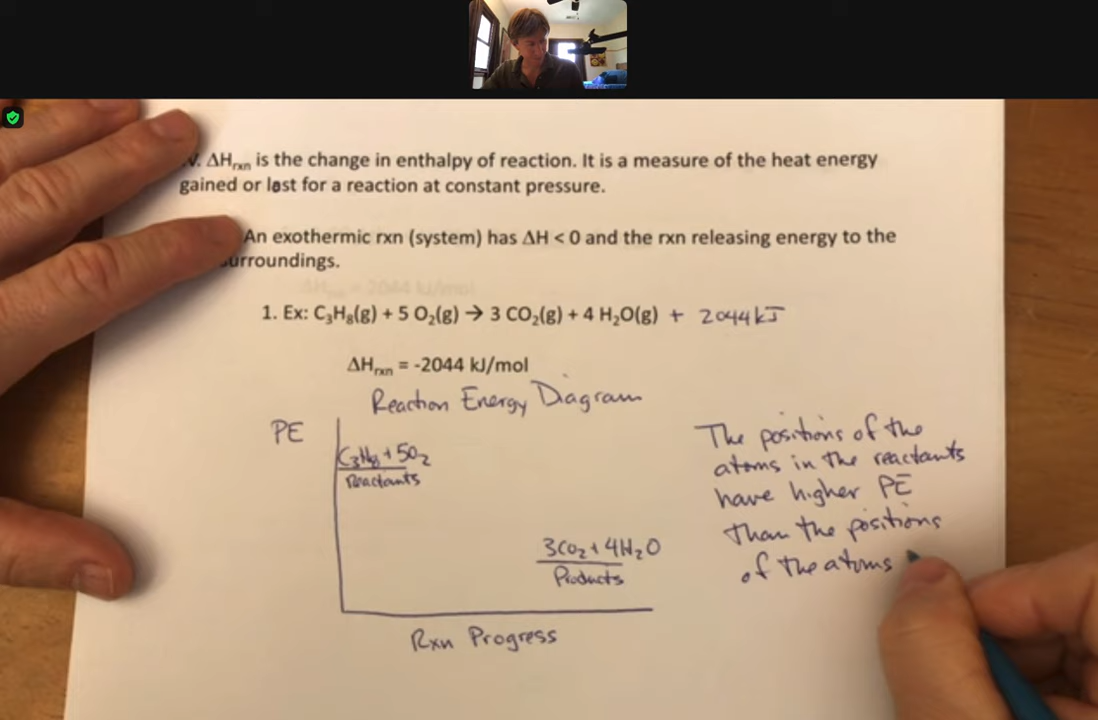 V. ΔHrxn is the change in enthalpy of reaction. It is a measure of the heat energy
gained or lost for a reaction at constant pressure.
An exothermic rxn (system) has ΔH < 0 and the rxn releasing energy to the
urroundings.
1. Ex: C₃H₈(g) + 5 O₂(g) → 3 CO₂(g) + 4 H₂O(g) + 2044 kJ
ΔHrxn = -2044 kJ/mol
Reaction Energy Diagram
PE
C₃H₈ + 5O₂
Reactants
3CO₂ + 4H₂O
Products
Rxn Progress
The positions of the
atoms in the reactants
have higher PE
than the positions
of the atoms